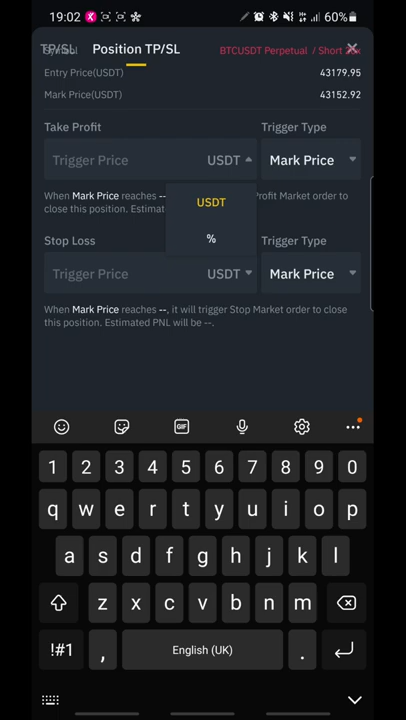 19:02
60%
TP/SL Position TP/SL
Symbol BTCUSDT Perpetual / Short
Entry Price(USDT) 43179.95
Mark Price(USDT) 43152.92
Take Profit Trigger Type
Trigger Price USDT Mark Price
USDT
%
When Mark Price reaches -- Profit Market order to
close this position. Estimat
Stop Loss Trigger Type
Trigger Price USDT Mark Price
When Mark Price reaches --, it will trigger Stop Market order to close
this position. Estimated PNL will be --.
GIF
1 2 3 4 5 6 7 8 9 0
q w e r t y u i o p
a s d f g h j k l
z x c v b n m
!#1 , English (UK) .